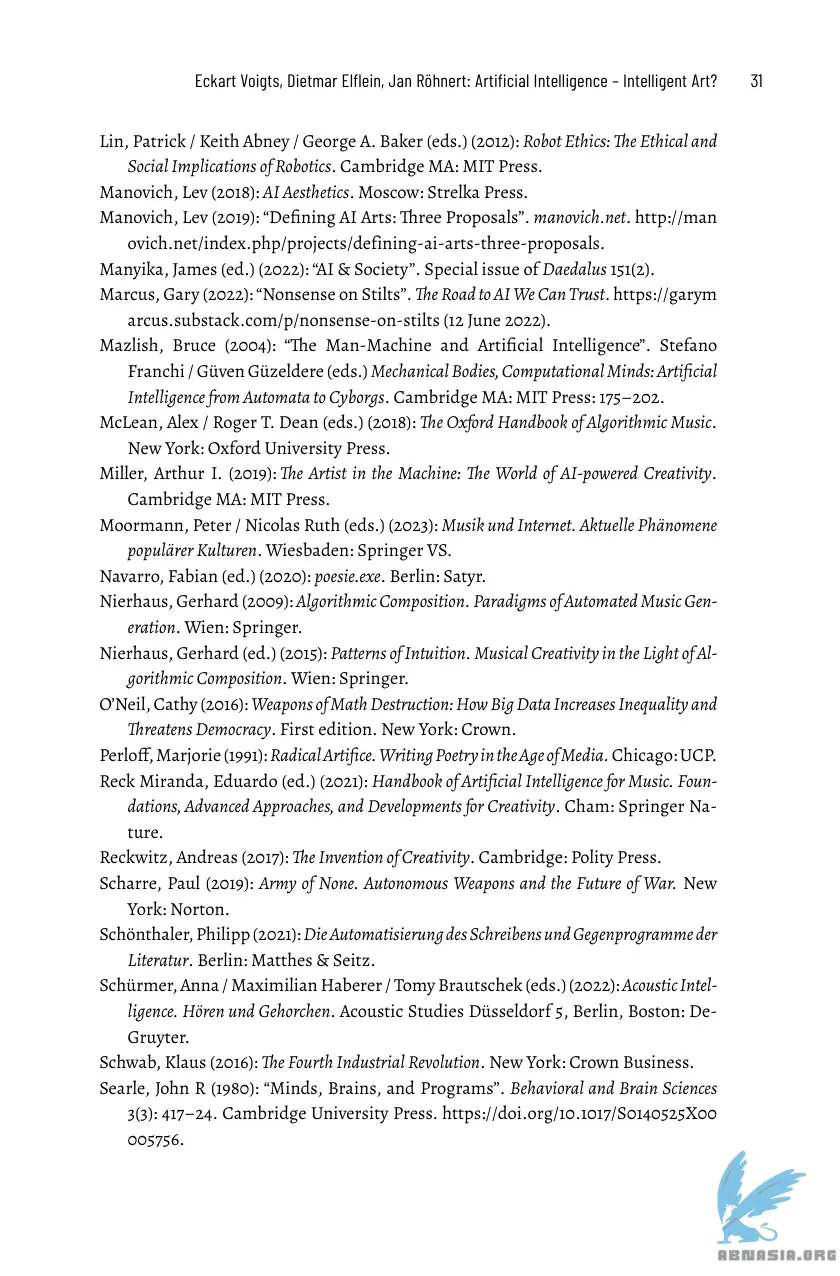 Eckart Voigts, Dietmar Elflein, Jan Röhnert: Artificial Intelligence – Intelligent Art? 31
Lin, Patrick / Keith Abney / George A. Baker (eds.) (2012): Robot Ethics: The Ethical and
Social Implications of Robotics. Cambridge MA: MIT Press.
Manovich, Lev (2018): AI Aesthetics. Moscow: Strelka Press.
Manovich, Lev (2019): “Defining AI Arts: Three Proposals”. manovich.net. http://man
ovich.net/index.php/projects/defining-ai-arts-three-proposals.
Manyika, James (ed.) (2022): “AI & Society”. Special issue of Daedalus 151(2).
Marcus, Gary (2022): “Nonsense on Stilts”. The Road to AI We Can Trust. https://garym
arcus.substack.com/p/nonsense-on-stilts (12 June 2022).
Mazlish, Bruce (2004): “The Man-Machine and Artificial Intelligence”. Stefano
Franchi / Güven Güzeldere (eds.) Mechanical Bodies, Computational Minds: Artificial
Intelligence from Automata to Cyborgs. Cambridge MA: MIT Press: 175–202.
McLean, Alex / Roger T. Dean (eds.) (2018): The Oxford Handbook of Algorithmic Music.
New York: Oxford University Press.
Miller, Arthur I. (2019): The Artist in the Machine: The World of AI-powered Creativity.
Cambridge MA: MIT Press.
Moormann, Peter / Nicolas Ruth (eds.) (2023): Musik und Internet. Aktuelle Phänomene
populärer Kulturen. Wiesbaden: Springer VS.
Navarro, Fabian (ed.) (2020): poesie.exe. Berlin: Satyr.
Nierhaus, Gerhard (2009): Algorithmic Composition. Paradigms of Automated Music Gen-
eration. Wien: Springer.
Nierhaus, Gerhard (ed.) (2015): Patterns of Intuition. Musical Creativity in the Light of Al-
gorithmic Composition. Wien: Springer.
O’Neil, Cathy (2016): Weapons of Math Destruction: How Big Data Increases Inequality and
Threatens Democracy. First edition. New York: Crown.
Perloff, Marjorie (1991): Radical Artifice. Writing Poetry in the Age of Media. Chicago: UCP.
Reck Miranda, Eduardo (ed.) (2021): Handbook of Artificial Intelligence for Music. Foun-
dations, Advanced Approaches, and Developments for Creativity. Cham: Springer Na-
ture.
Reckwitz, Andreas (2017): The Invention of Creativity. Cambridge: Polity Press.
Scharre, Paul (2019): Army of None. Autonomous Weapons and the Future of War. New
York: Norton.
Schönthaler, Philipp (2021): Die Automatisierung des Schreibens und Gegenprogramme der
Literatur. Berlin: Matthes & Seitz.
Schürmer, Anna / Maximilian Haberer / Tomy Brautschek (eds.) (2022): Acoustic Intel-
ligence. Hören und Gehorchen. Acoustic Studies Düsseldorf 5, Berlin, Boston: De-
Gruyter.
Schwab, Klaus (2016): The Fourth Industrial Revolution. New York: Crown Business.
Searle, John R (1980): “Minds, Brains, and Programs”. Behavioral and Brain Sciences
3(3): 417–24. Cambridge University Press. https://doi.org/10.1017/S0140525X00
005756.
ABNASIA.ORG